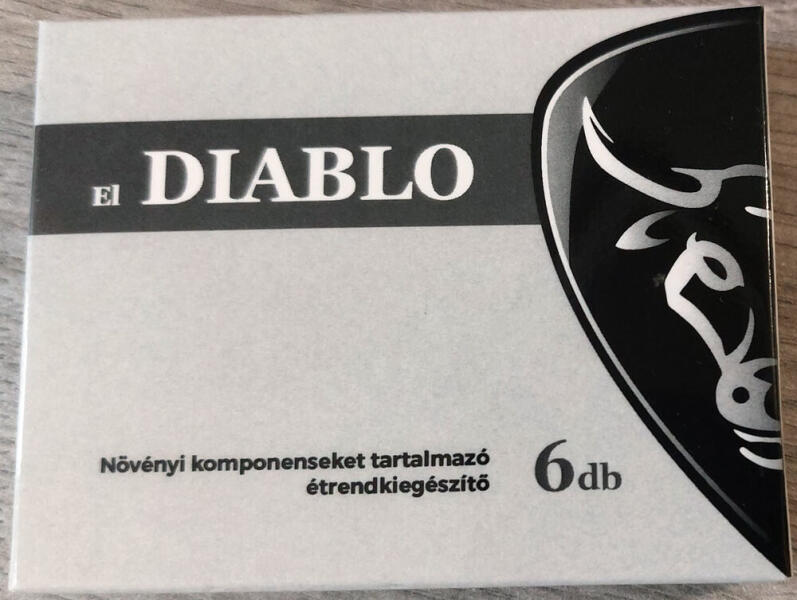 El DIABLO
Növényi komponenseket tartalmazó
étrendkiegészítő
6db